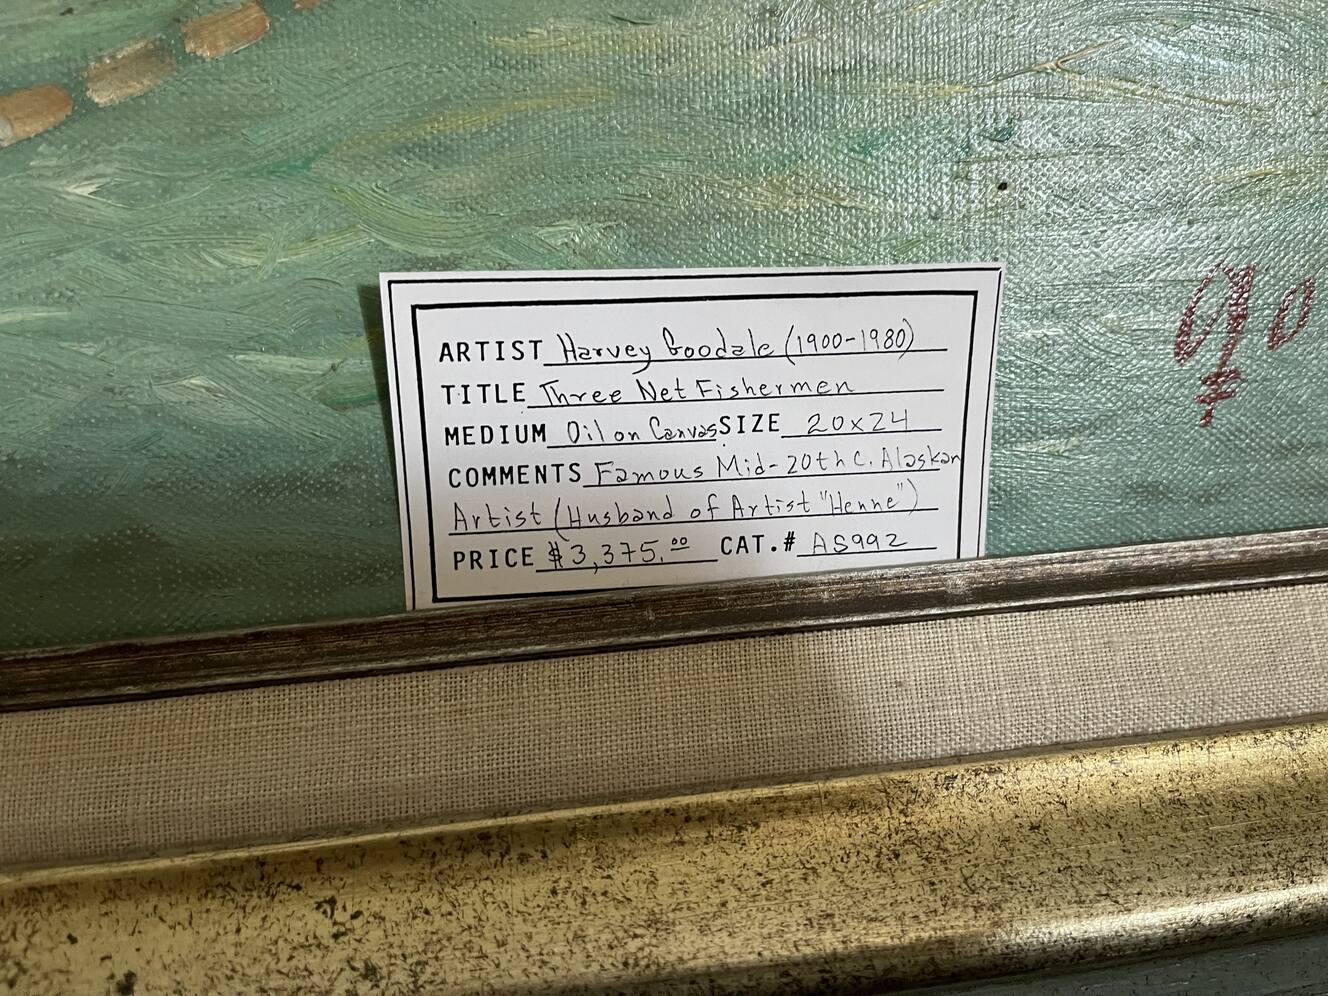 ARTIST Harvey Goodale (1900-1980)
TITLE Three Net Fishermen
MEDIUM Oil on Canvas SIZE 20x24
COMMENTS Famous Mid-20th C. Alaskan
Artist (Husband of Artist "Henne")
PRICE $3,375.00 CAT.# AS992
go